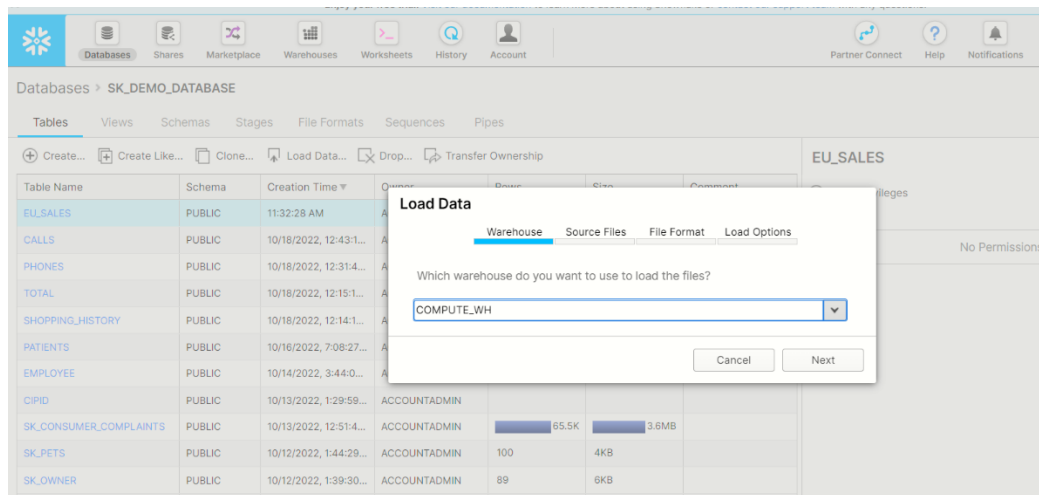 Databases
Shares
Marketplace
Warehouses
Worksheets
History
Account
Partner Connect
Help
Notifications
Databases > SK_DEMO_DATABASE
Tables Views Schemas Stages File Formats Sequences Pipes
Create... Create Like... Clone... Load Data... Drop... Transfer Ownership
EU_SALES
Table Name Schema Creation Time Owner Rows Size Comment
EU_SALES PUBLIC 11:32:28 AM A
CALLS PUBLIC 10/18/2022, 12:43:1... A
PHONES PUBLIC 10/18/2022, 12:31:4... A
TOTAL PUBLIC 10/18/2022, 12:15:1... A
SHOPPING_HISTORY PUBLIC 10/18/2022, 12:14:1... A
PATIENTS PUBLIC 10/16/2022, 7:08:27... A
EMPLOYEE PUBLIC 10/14/2022, 3:44:0... A
CIPID PUBLIC 10/13/2022, 1:29:59... ACCOUNTADMIN
SK_CONSUMER_COMPLAINTS PUBLIC 10/13/2022, 12:51:4... ACCOUNTADMIN 65.5K 3.6MB
SK_PETS PUBLIC 10/12/2022, 1:44:29... ACCOUNTADMIN 100 4KB
SK_OWNER PUBLIC 10/12/2022, 1:39:30... ACCOUNTADMIN 89 6KB
Load Data
Warehouse Source Files File Format Load Options
Which warehouse do you want to use to load the files?
COMPUTE_WH
Cancel Next
ileges
No Permissions